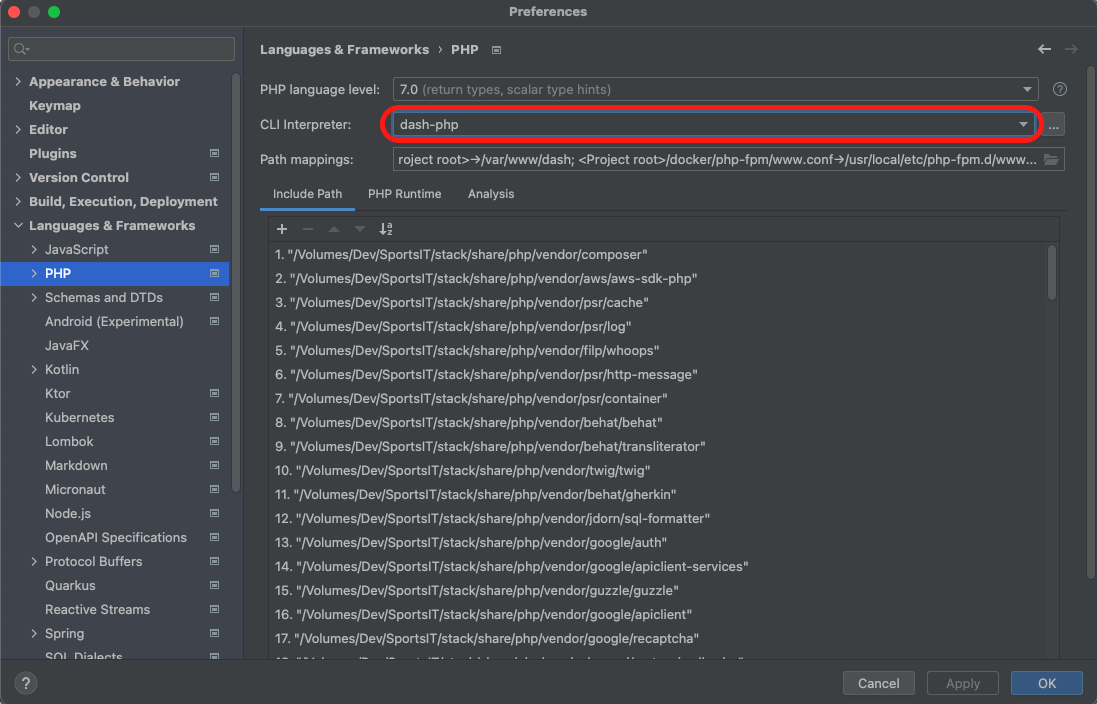 Preferences
Languages & Frameworks › PHP
Appearance & Behavior
Keymap
Editor
Plugins
Version Control
Build, Execution, Deployment
Languages & Frameworks
JavaScript
PHP
Schemas and DTDs
Android (Experimental)
JavaFX
Kotlin
Ktor
Kubernetes
Lombok
Markdown
Micronaut
Node.js
OpenAPI Specifications
Protocol Buffers
Quarkus
Reactive Streams
Spring
SQL Dialects
PHP language level: 7.0 (return types, scalar type hints) ?
CLI Interpreter: dash-php ...
Path mappings: roject root>→/var/www/dash; <Project root>/docker/php-fpm/www.conf→/usr/local/etc/php-fpm.d/www...
Include Path PHP Runtime Analysis
1. "/Volumes/Dev/SportsIT/stack/share/php/vendor/composer"
2. "/Volumes/Dev/SportsIT/stack/share/php/vendor/aws/aws-sdk-php"
3. "/Volumes/Dev/SportsIT/stack/share/php/vendor/psr/cache"
4. "/Volumes/Dev/SportsIT/stack/share/php/vendor/psr/log"
5. "/Volumes/Dev/SportsIT/stack/share/php/vendor/filp/whoops"
6. "/Volumes/Dev/SportsIT/stack/share/php/vendor/psr/http-message"
7. "/Volumes/Dev/SportsIT/stack/share/php/vendor/psr/container"
8. "/Volumes/Dev/SportsIT/stack/share/php/vendor/behat/behat"
9. "/Volumes/Dev/SportsIT/stack/share/php/vendor/behat/transliterator"
10. "/Volumes/Dev/SportsIT/stack/share/php/vendor/twig/twig"
11. "/Volumes/Dev/SportsIT/stack/share/php/vendor/behat/gherkin"
12. "/Volumes/Dev/SportsIT/stack/share/php/vendor/jdorn/sql-formatter"
13. "/Volumes/Dev/SportsIT/stack/share/php/vendor/google/auth"
14. "/Volumes/Dev/SportsIT/stack/share/php/vendor/google/apiclient-services"
15. "/Volumes/Dev/SportsIT/stack/share/php/vendor/guzzle/guzzle"
16. "/Volumes/Dev/SportsIT/stack/share/php/vendor/google/apiclient"
17. "/Volumes/Dev/SportsIT/stack/share/php/vendor/google/recaptcha"
? Cancel Apply OK